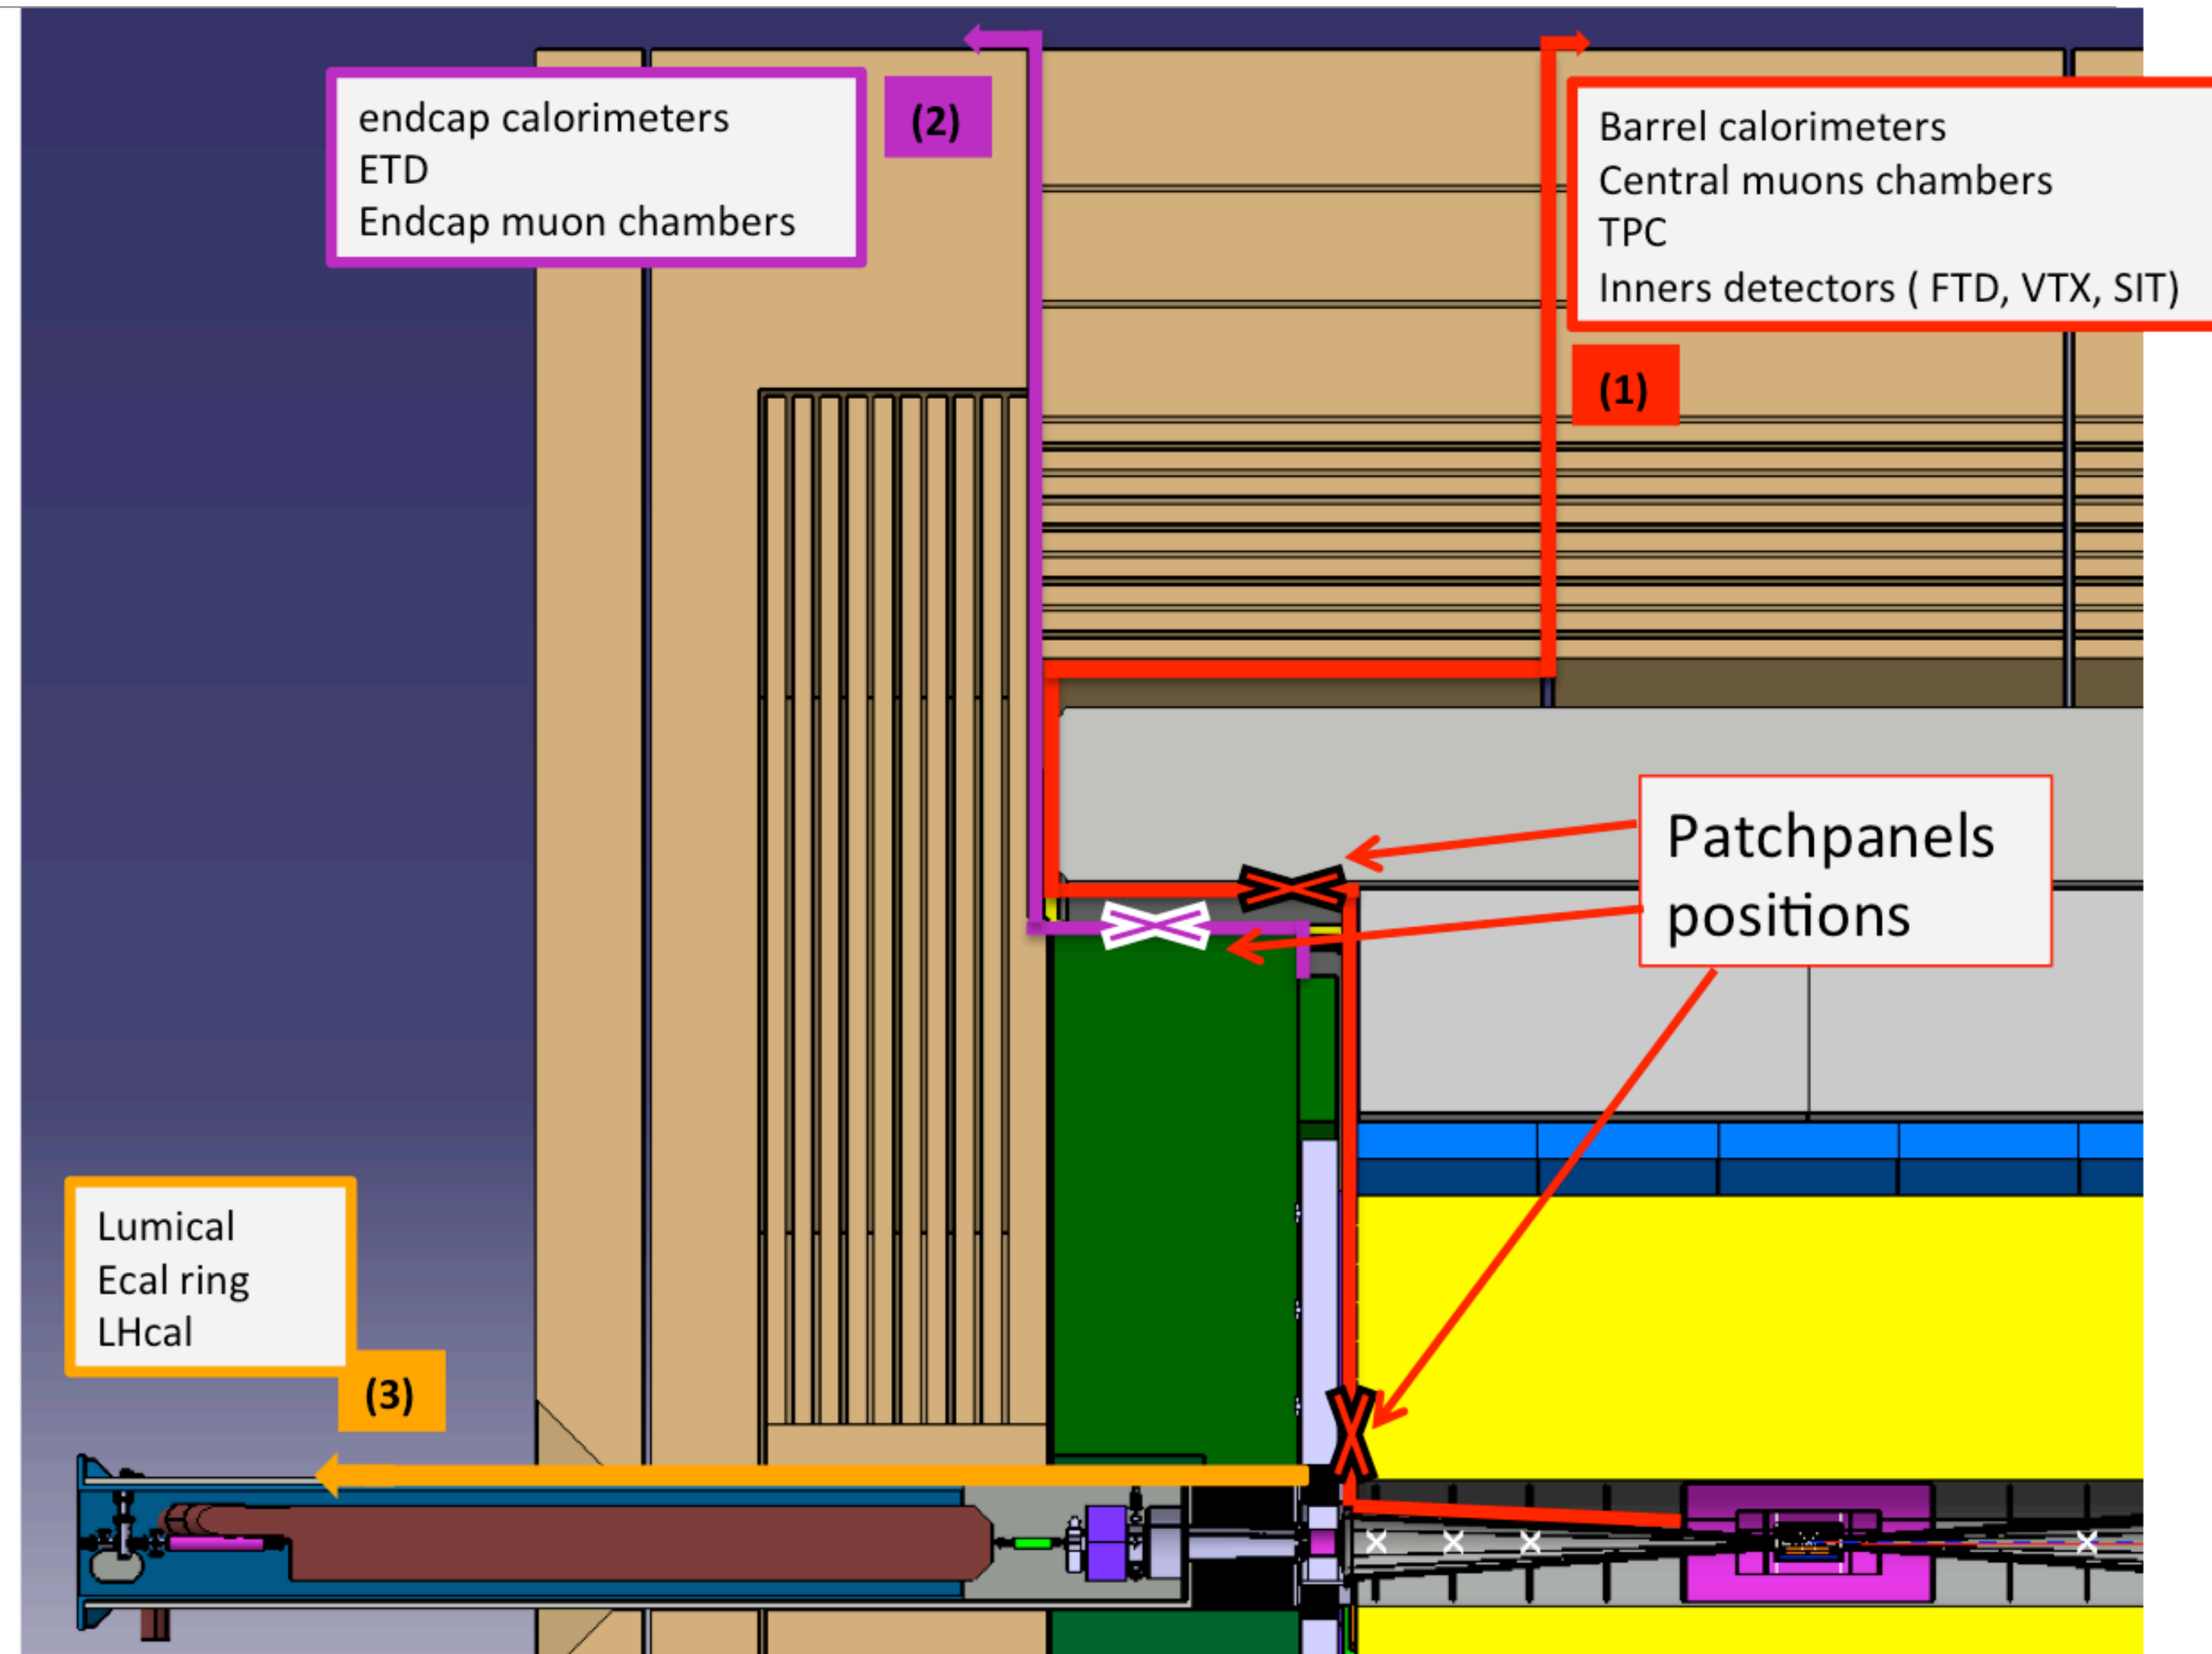 endcap calorimeters
ETD
Endcap muon chambers
(2)
Barrel calorimeters
Central muons chambers
TPC
Inners detectors ( FTD, VTX, SIT)
(1)
Patchpanels
positions
Lumical
Ecal ring
LHcal
(3)